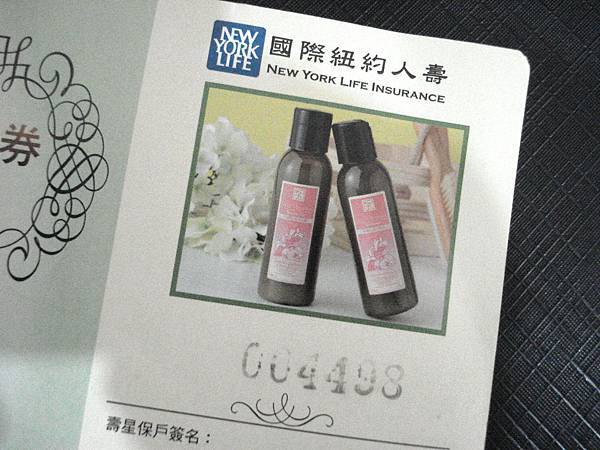 券
NEW
YORK
LIFE
國際紐約人壽
NEW YORK LIFE INSURANCE
004498
壽星保戶簽名：